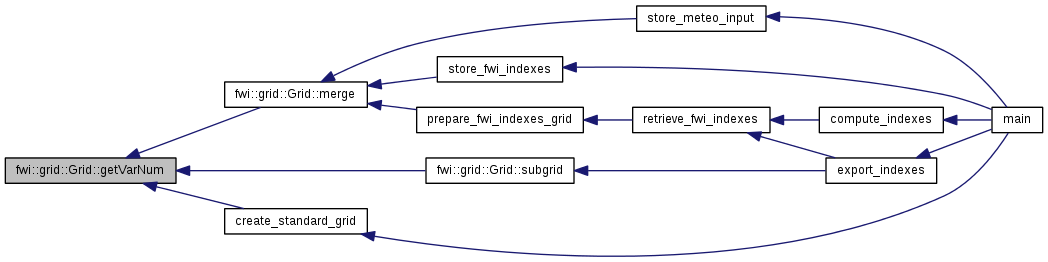 store_meteo_input
store_fwi_indexes
fwi::grid::Grid::merge
prepare_fwi_indexes_grid
retrieve_fwi_indexes
compute_indexes
main
fwi::grid::Grid::getVarNum
fwi::grid::Grid::subgrid
export_indexes
create_standard_grid